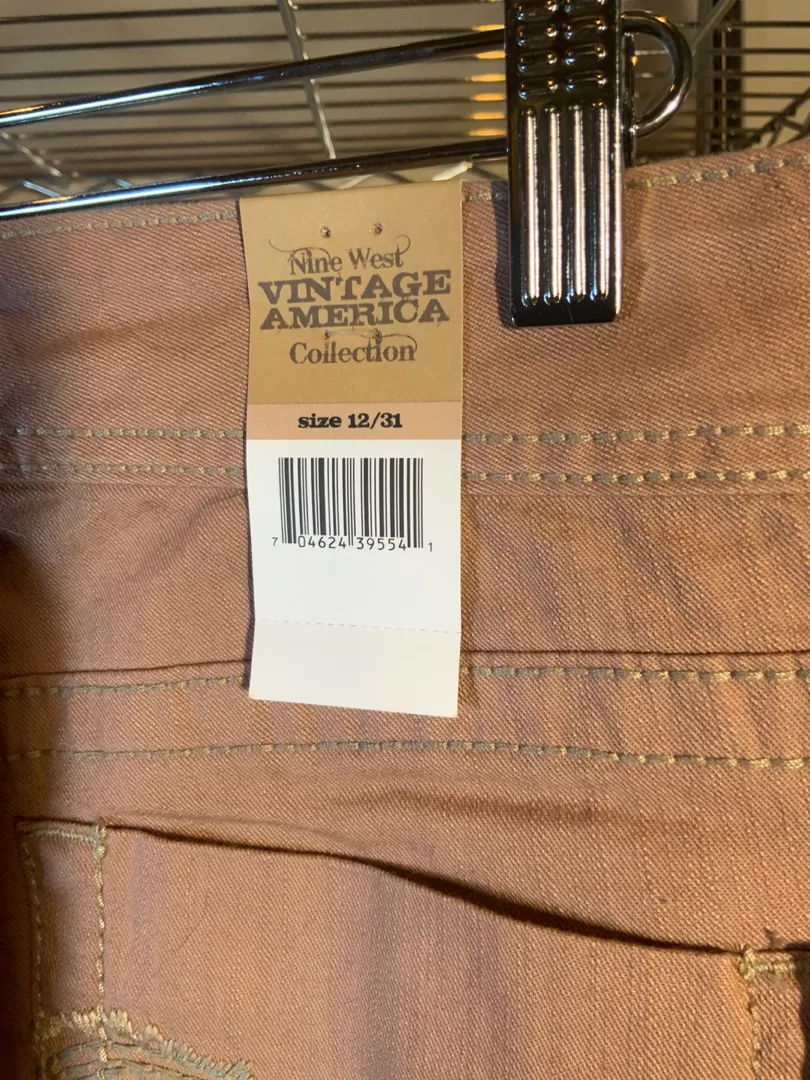 Nine West
VINTAGE
AMERICA
Collection
size 12/31
7 04624 39554 1